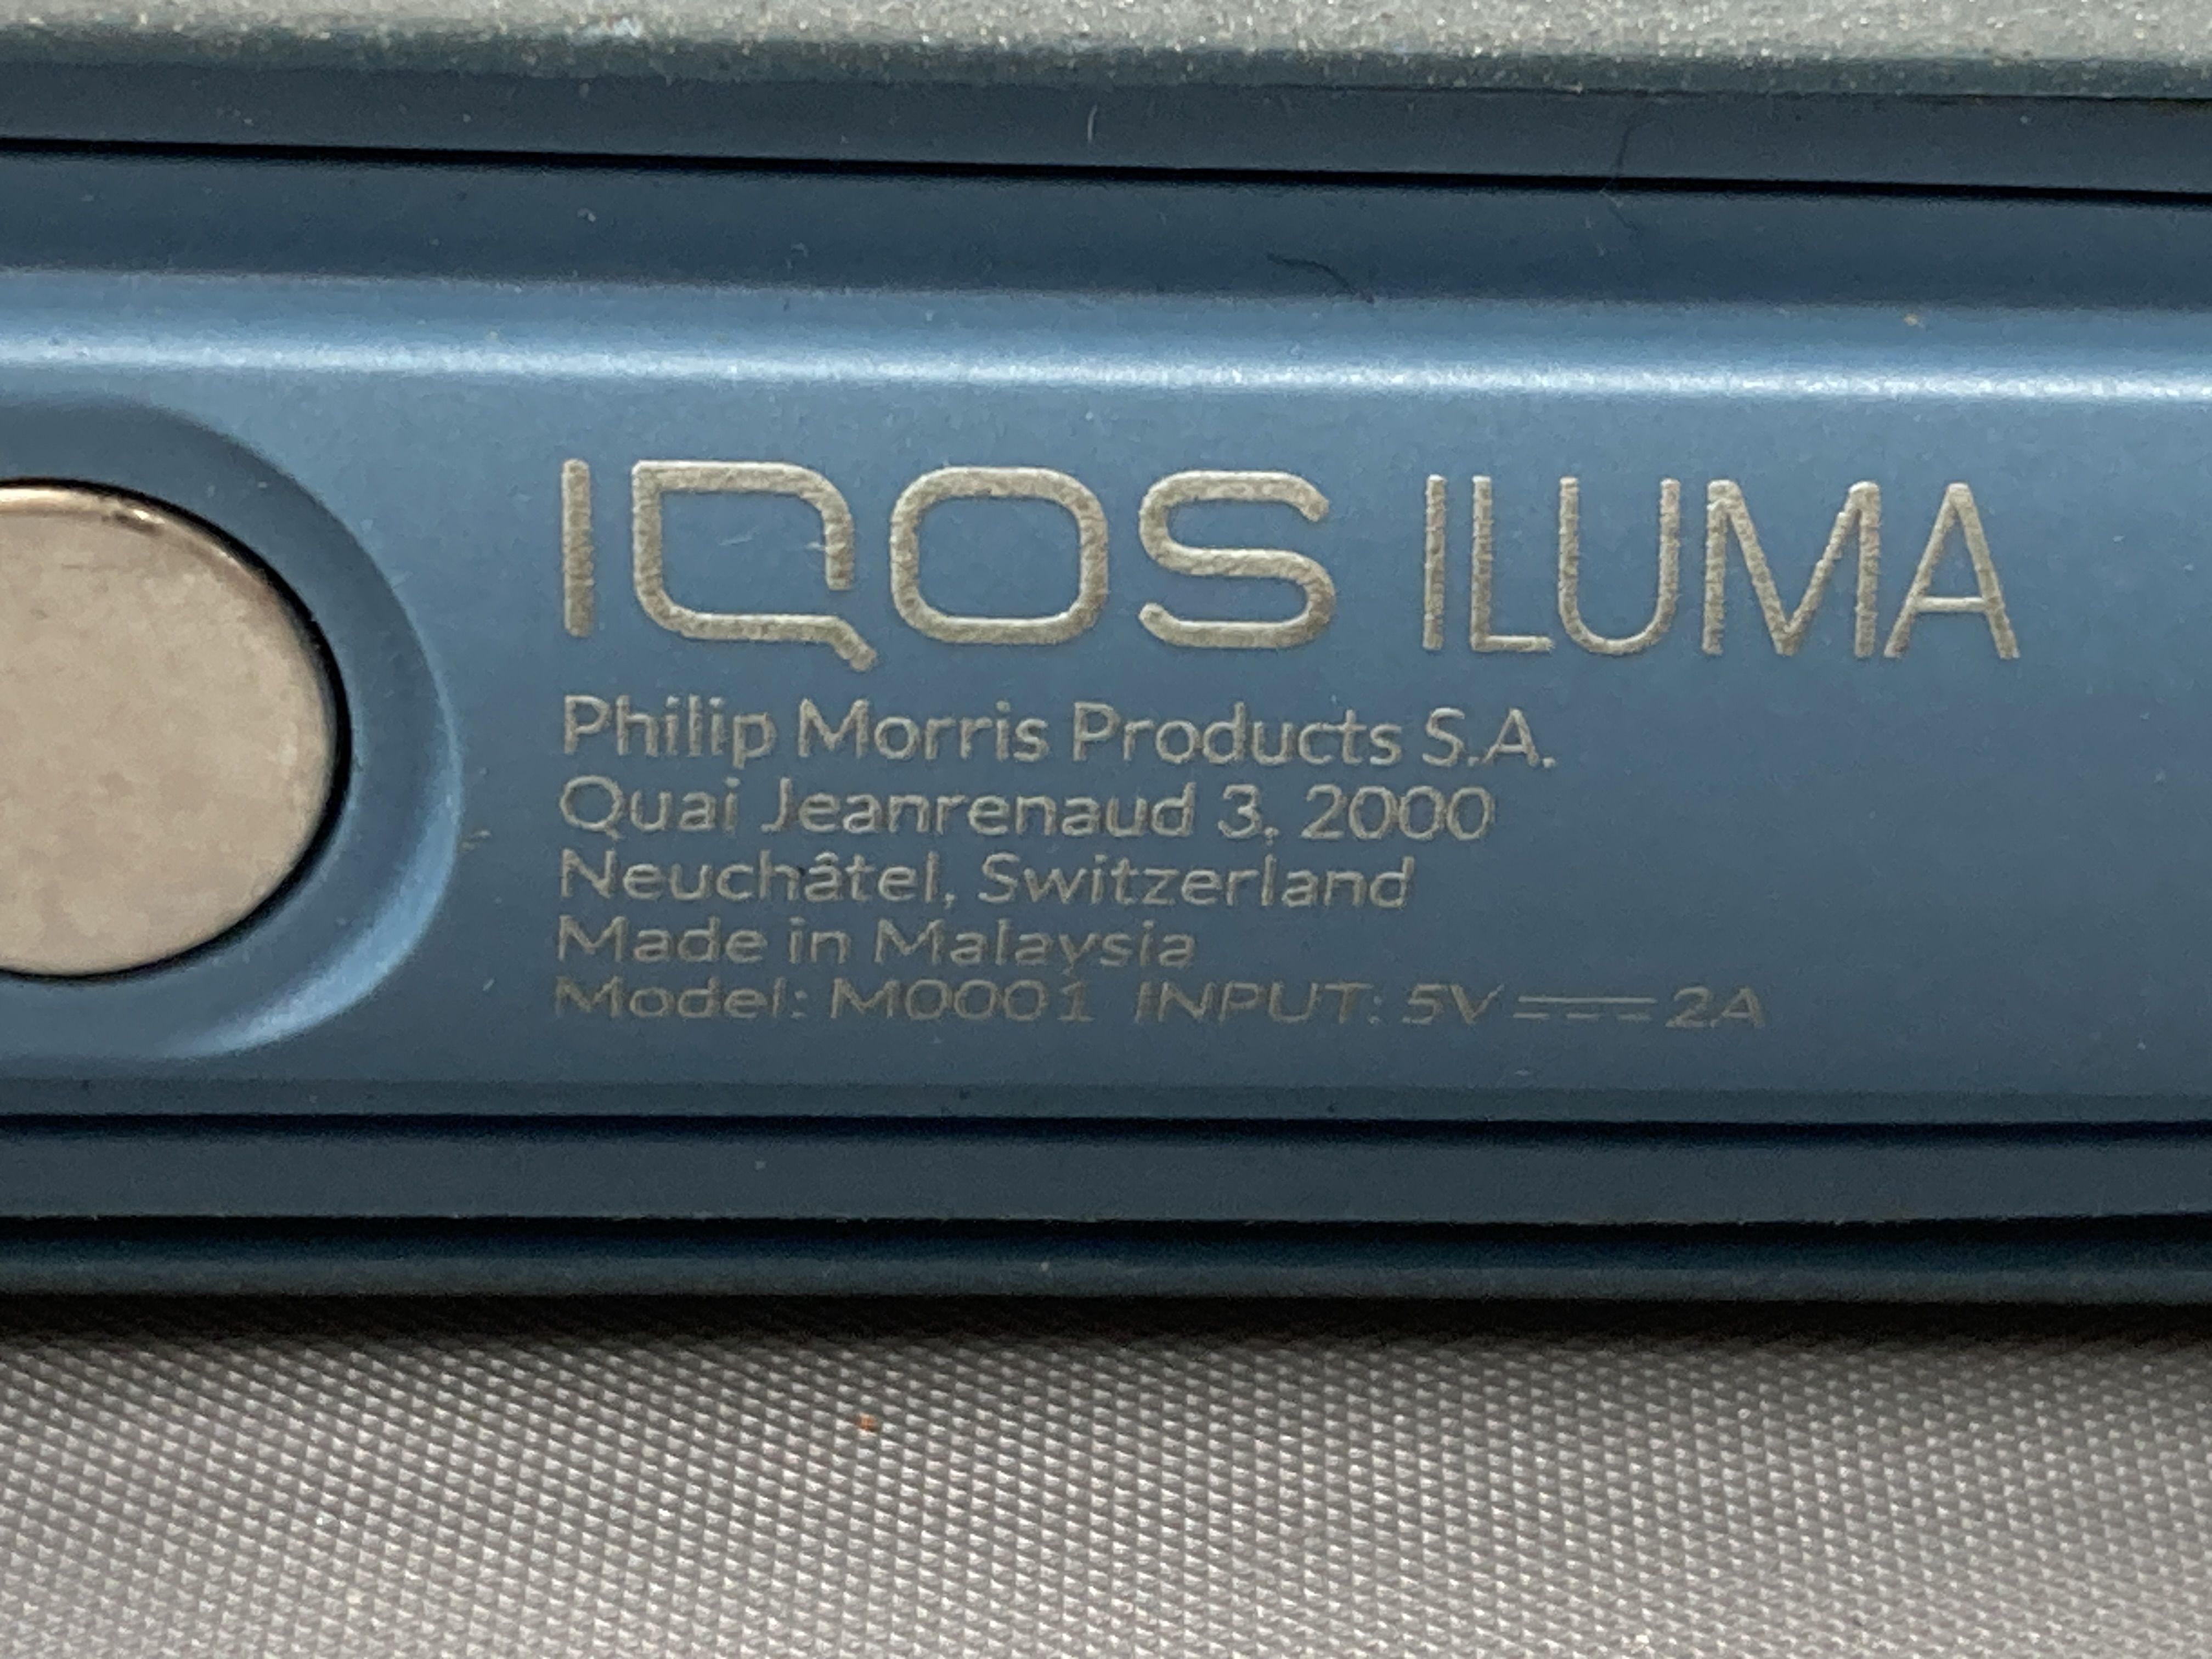 IQOS ILUMA
Philip Morris Products S.A.
Quai Jeanrenaud 3, 2000
Neuchâtel, Switzerland
Made in Malaysia
Model: M0001 INPUT: 5V⎓2A